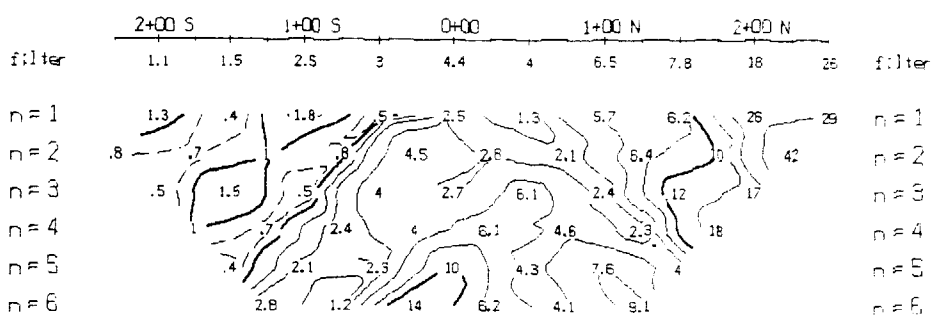 2+00 S 1+00 S 0+00 1+00 N 2+00 N
filter 1.1 1.5 2.5 3 4.4 4 6.5 7.8 18 26 filter
n = 1 1.3 .4 1.8 .5 2.5 1.3 5.7 6.2 26 29 n = 1
n = 2 .8 .7 .8 4.5 2.8 2.1 6.4 42 n = 2
n = 3 .5 1.6 .5 4 2.7 6.1 2.4 12 17 n = 3
n = 4 1 .7 2.4 4 6.1 4.6 2.3 18 n = 4
n = 5 .4 2.1 2.3 10 4.3 7.6 4 n = 5
n = 6 2.8 1.2 14 6.2 4.1 9.1 n = 6